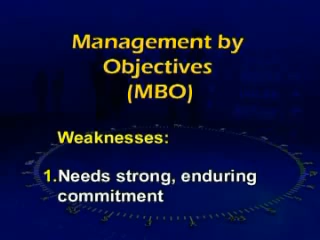 Management by
Objectives
(MBO)
Weaknesses:
1.Needs strong, enduring
commitment